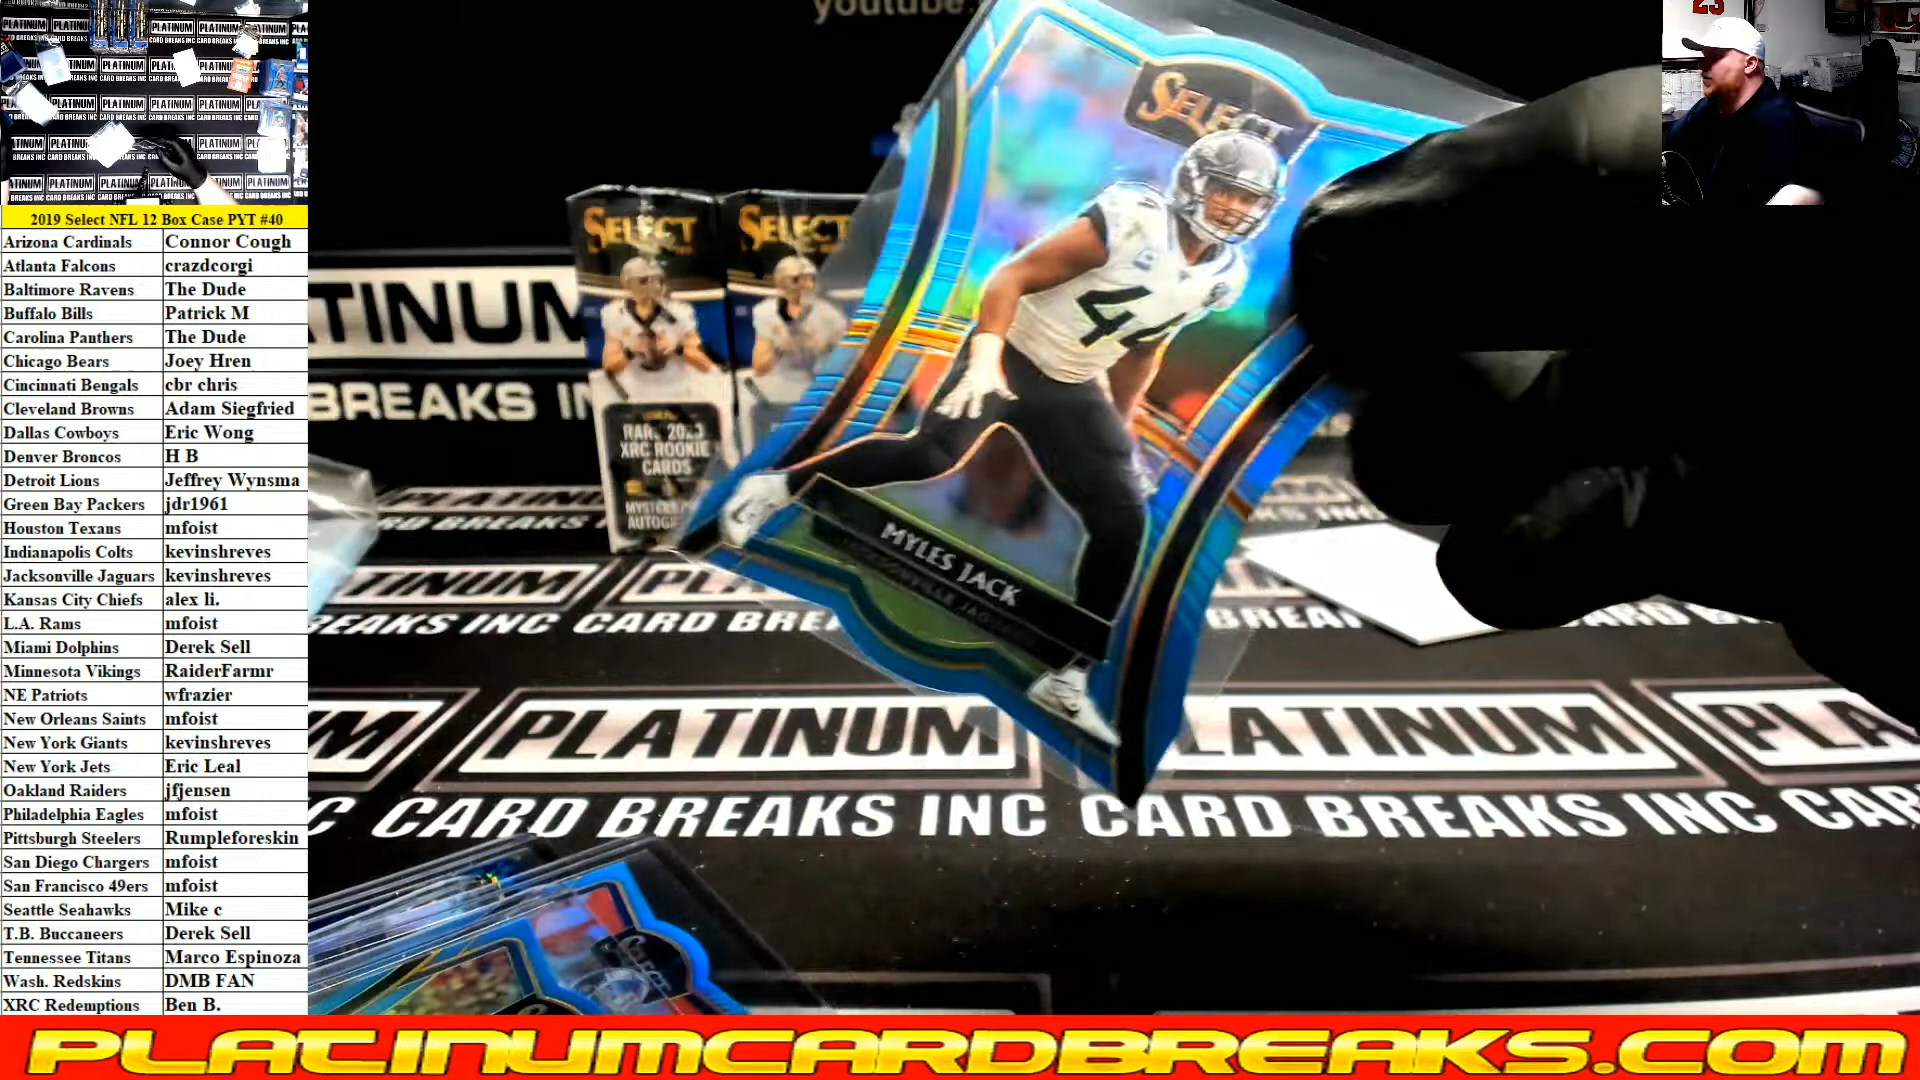 youtube.
23
2019 Select NFL 12 Box Case PYT #40
Arizona Cardinals Connor Cough
Atlanta Falcons crazdcorgi
Baltimore Ravens The Dude
Buffalo Bills Patrick M
Carolina Panthers The Dude
Chicago Bears Joey Hren
Cincinnati Bengals cbr chris
Cleveland Browns Adam Siegfried
Dallas Cowboys Eric Wong
Denver Broncos H B
Detroit Lions Jeffrey Wynsma
Green Bay Packers jdr1961
Houston Texans mfoist
Indianapolis Colts kevinshreves
Jacksonville Jaguars kevinshreves
Kansas City Chiefs alex li.
L.A. Rams mfoist
Miami Dolphins Derek Sell
Minnesota Vikings RaiderFarmr
NE Patriots wfrazier
New Orleans Saints mfoist
New York Giants kevinshreves
New York Jets Eric Leal
Oakland Raiders jfjensen
Philadelphia Eagles mfoist
Pittsburgh Steelers Rumpleforeskin
San Diego Chargers mfoist
San Francisco 49ers mfoist
Seattle Seahawks Mike c
T.B. Buccaneers Derek Sell
Tennessee Titans Marco Espinoza
Wash. Redskins DMB FAN
XRC Redemptions Ben B.
SELECT
SELECT
SELECT
44
MYLES JACK
JACKSONVILLE JAGUARS
XRC ROOKIE
CARDS
PLATINUM
CARD BREAKS INC CARD BREAKS INC
PLATINUMCARDBREAKS.COM